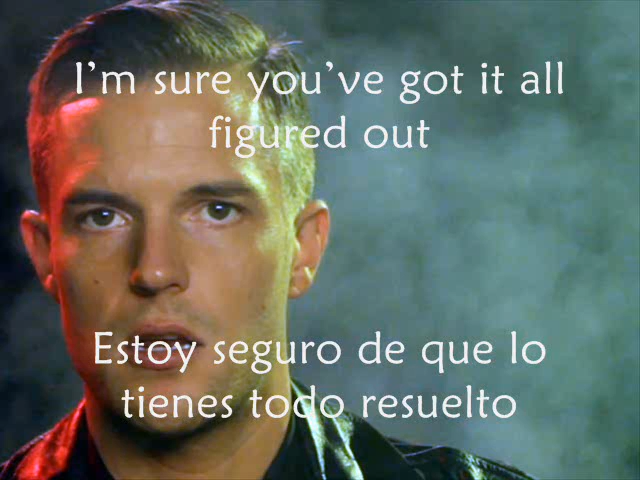 I’m sure you’ve got it all
figured out
Estoy seguro de que lo
tienes todo resuelto